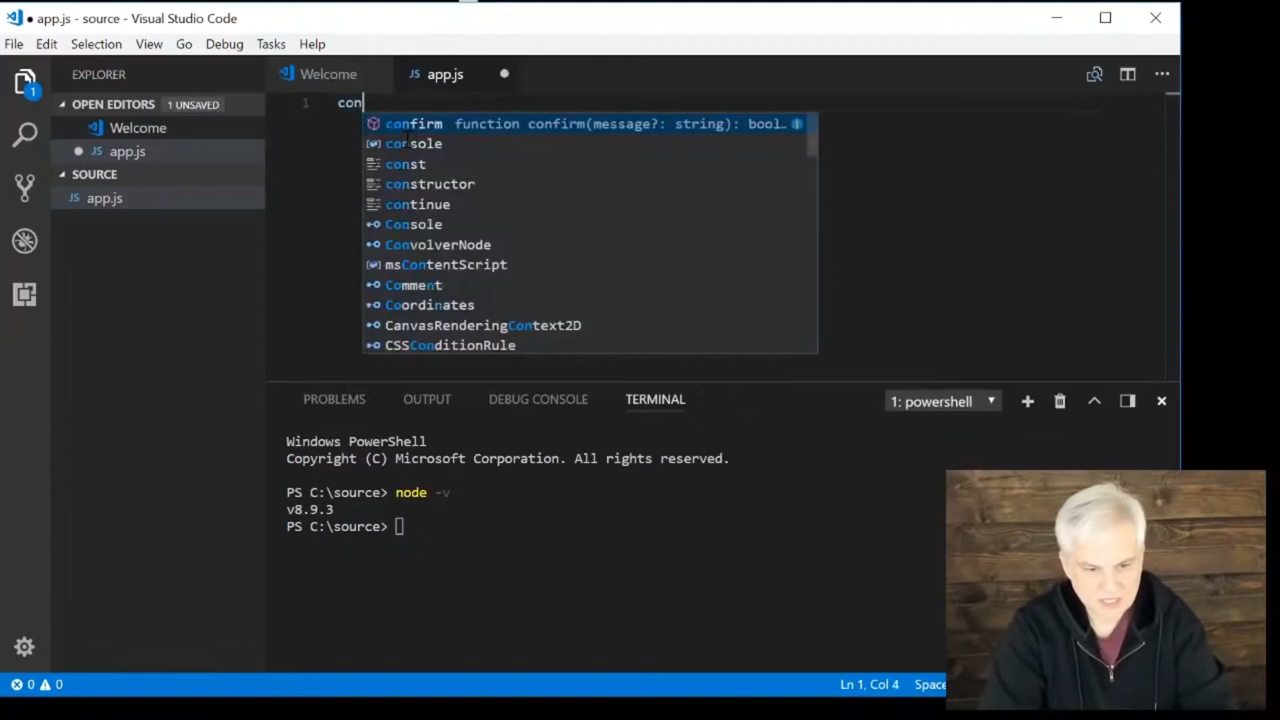 app.js - source - Visual Studio Code
File Edit Selection View Go Debug Tasks Help
EXPLORER
OPEN EDITORS 1 UNSAVED
Welcome
JS app.js
SOURCE
JS app.js
1
Welcome JS app.js
1 con
confirm function confirm(message?: string): bool…
console
const
constructor
continue
Console
ConvolverNode
msContentScript
Comment
Coordinates
CanvasRenderingContext2D
CSSConditionRule
PROBLEMS OUTPUT DEBUG CONSOLE TERMINAL 1: powershell
Windows PowerShell
Copyright (C) Microsoft Corporation. All rights reserved.
PS C:\source> node -v
v8.9.3
PS C:\source>
0 0 Ln 1, Col 4 Space